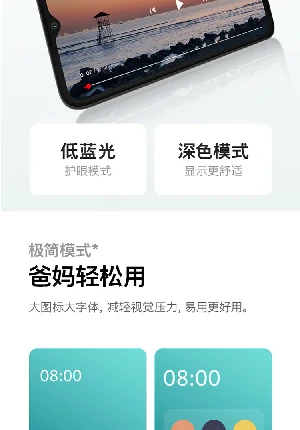 低蓝光
护眼模式
深色模式
显示更舒适
极简模式*
爸妈轻松用
大图标大字体, 减轻视觉压力, 易用更好用。
08:00
08:00